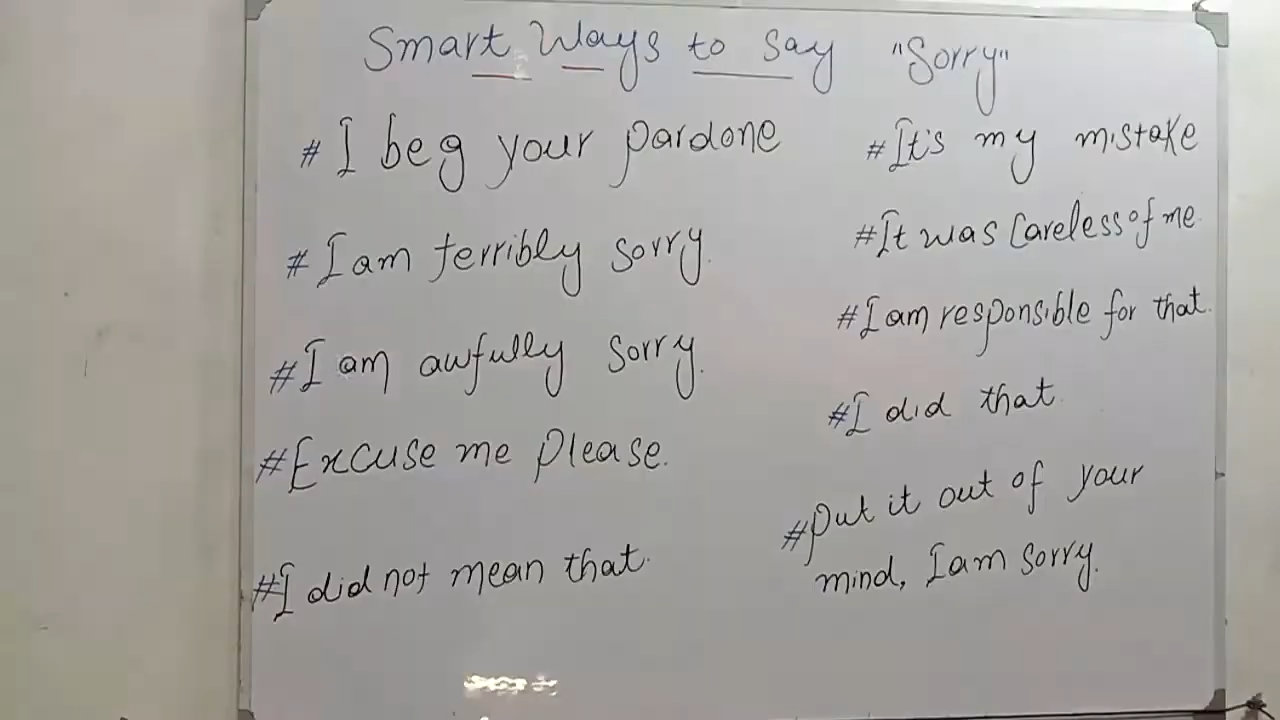 Smart Ways to say "Sorry"
# I beg your pardone
# I am terribly sorry.
# I am awfully sorry.
# Excuse me please.
# I did not mean that.
# It's my mistake
# It was Careless of me
# I am responsible for that.
# I did that
# Put it out of your
mind, I am sorry.